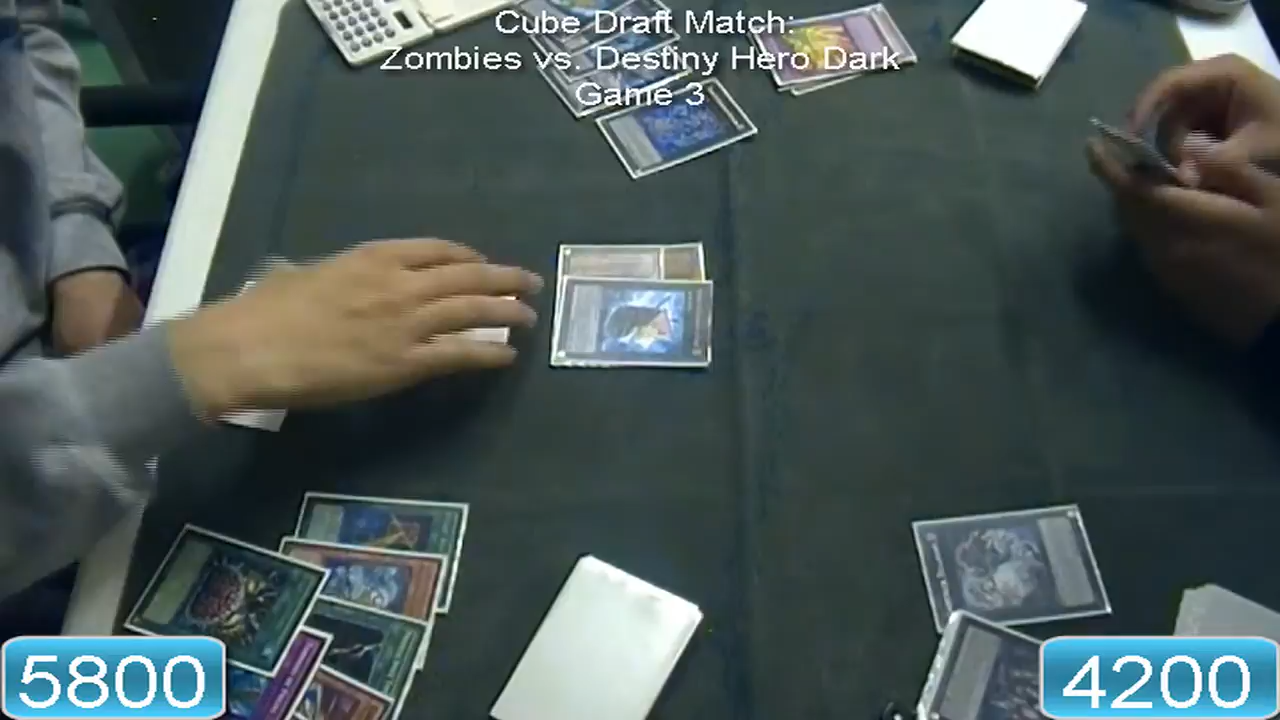 Cube Draft Match:
Zombies vs. Destiny Hero Dark
Game 3
5800
4200